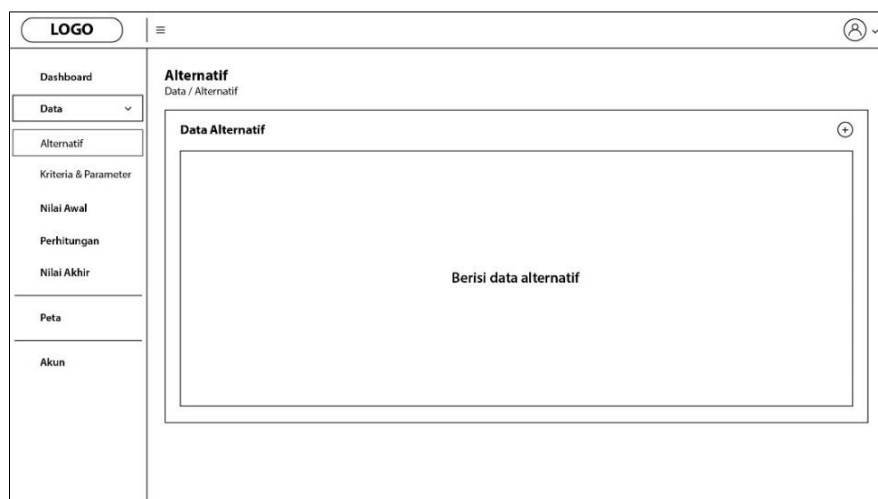 LOGO
Dashboard
Data
Alternatif
Kriteria & Parameter
Nilai Awal
Perhitungan
Nilai Akhir
Peta
Akun
Alternatif
Data / Alternatif
Data Alternatif
Berisi data alternatif